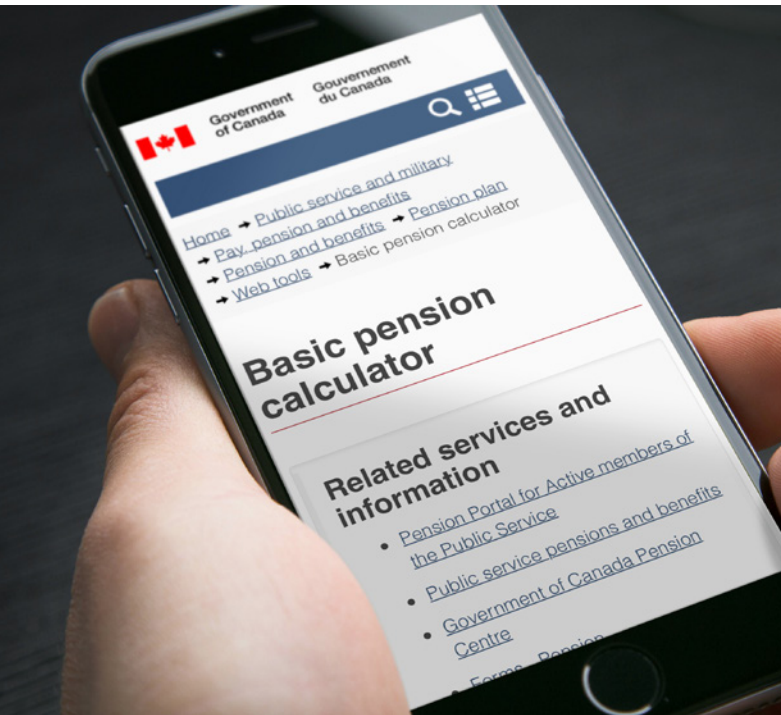 Government
of Canada
Gouvernement
du Canada
Home → Public service and military
→ Pay, pension and benefits
→ Pension and benefits → Pension plan
→ Web tools → Basic pension calculator
Basic pension
calculator
Related services and
information
• Pension Portal for Active members of
the Public Service
• Public service pensions and benefits
• Government of Canada Pension
Centre
• Forms - Pension